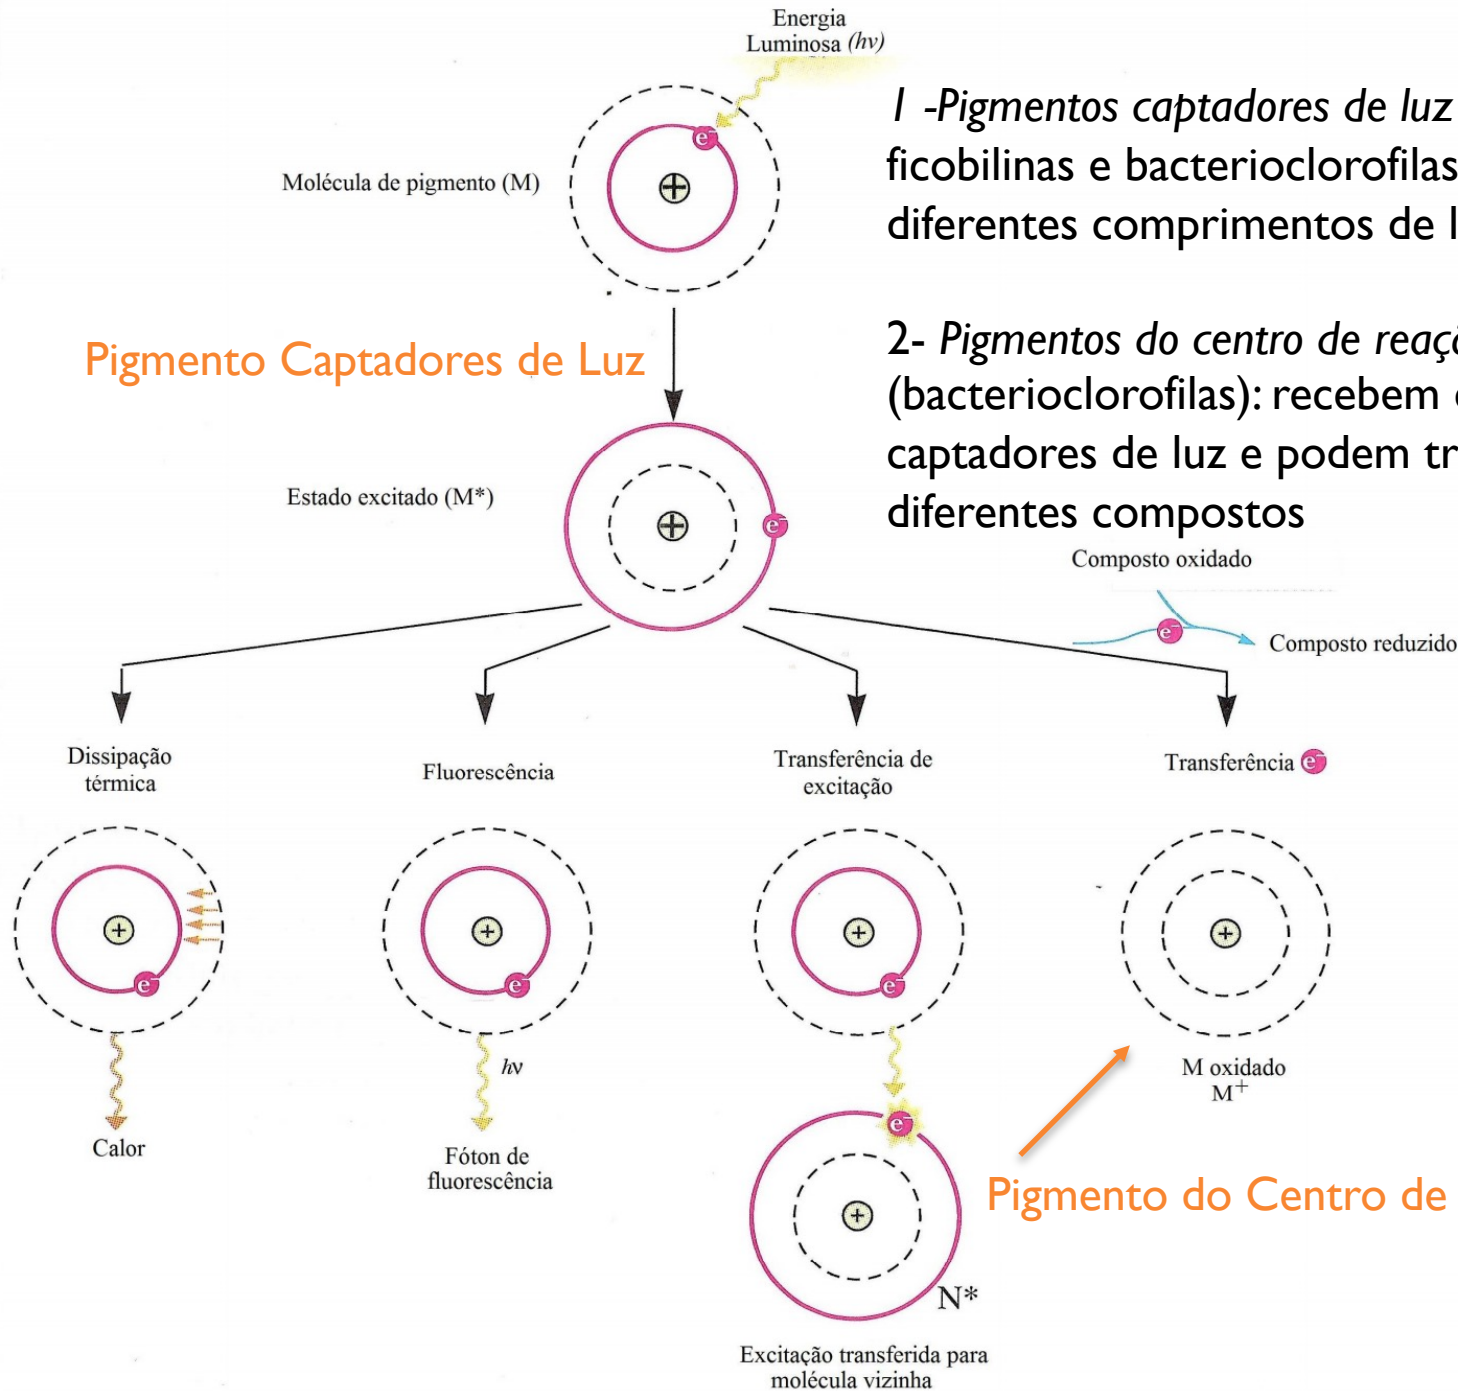 Energia
Luminosa (hν)
1 -Pigmentos captadores de luz
ficobilinas e bacterioclorofilas
diferentes comprimentos de
Molécula de pigmento (M)
e⁻
+
2- Pigmentos do centro de
(bacterioclorofilas): recebem
captadores de luz e podem
diferentes compostos
Pigmento Captadores de Luz
Estado excitado (M*)
+
e⁻
Composto oxidado
e⁻
Composto reduzido
Dissipação
térmica
Fluorescência
Transferência de
excitação
Transferência e⁻
+
e⁻
+
e⁻
+
e⁻
+
hν
Calor
Fóton de
fluorescência
M oxidado
M⁺
e⁻
+
Pigmento do Centro de
N*
Excitação transferida para
molécula vizinha